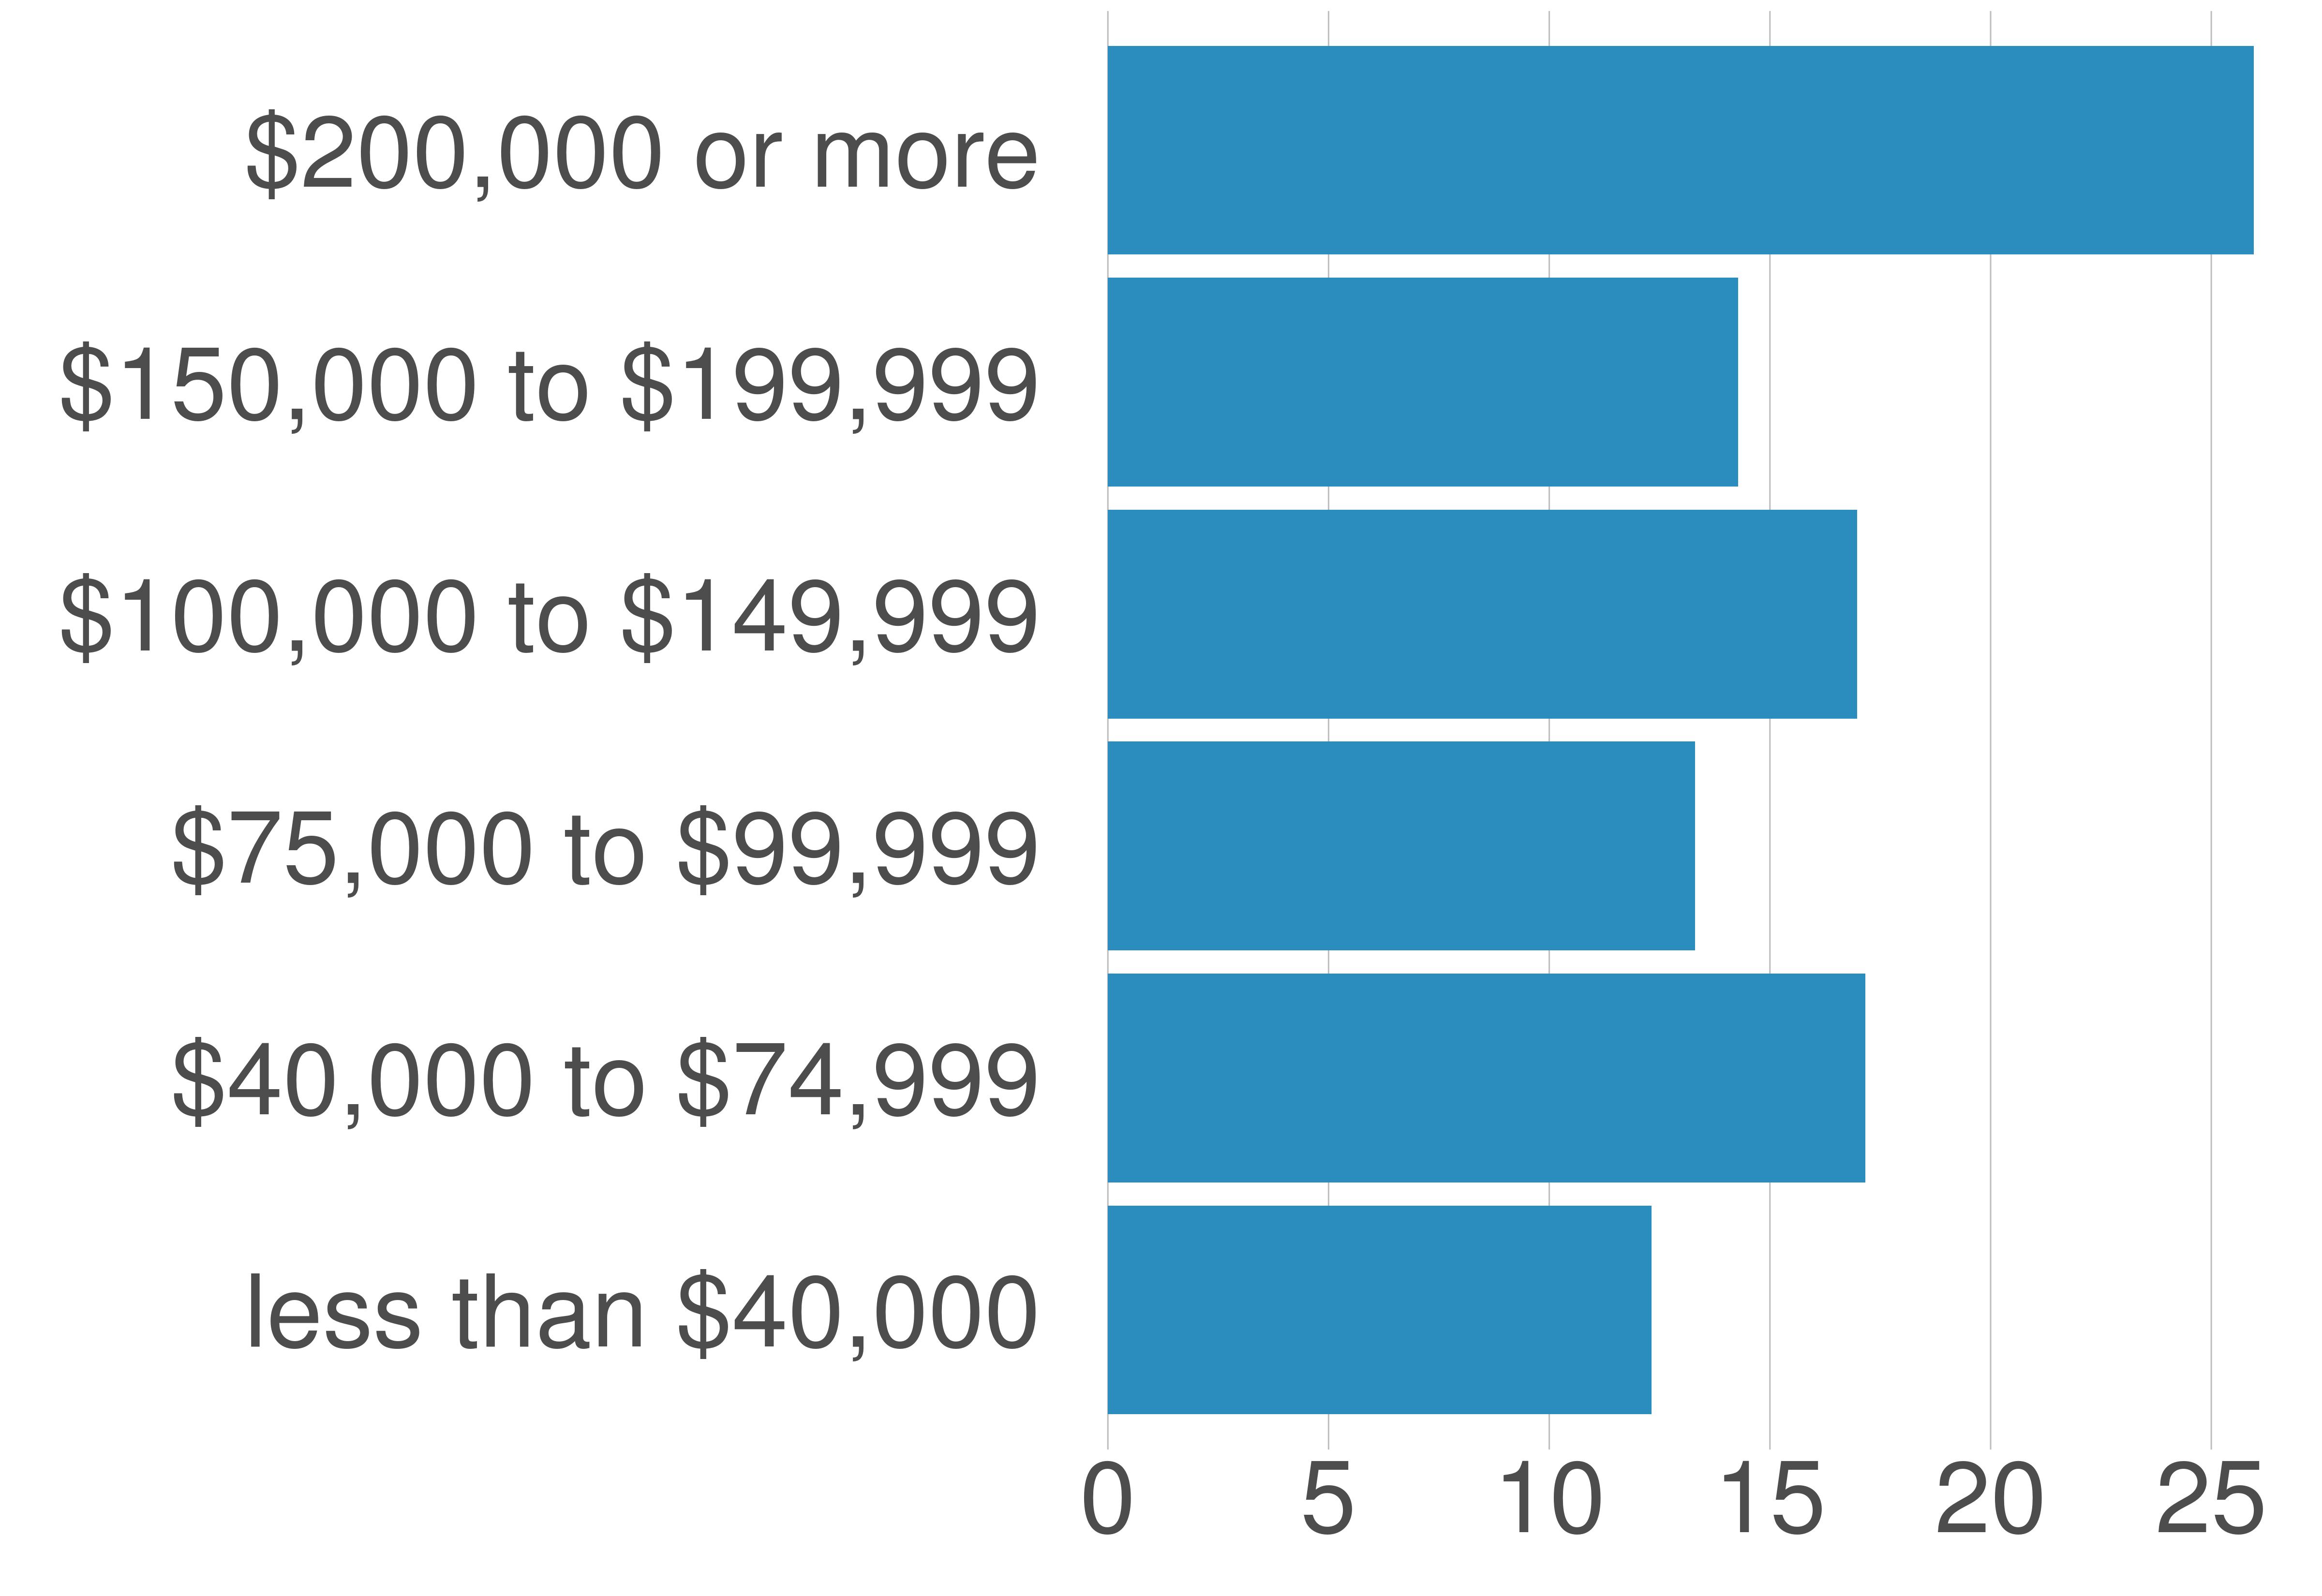 $200,000 or more
$150,000 to $199,999
$100,000 to $149,999
$75,000 to $99,999
$40,000 to $74,999
less than $40,000
0 5 10 15 20 25